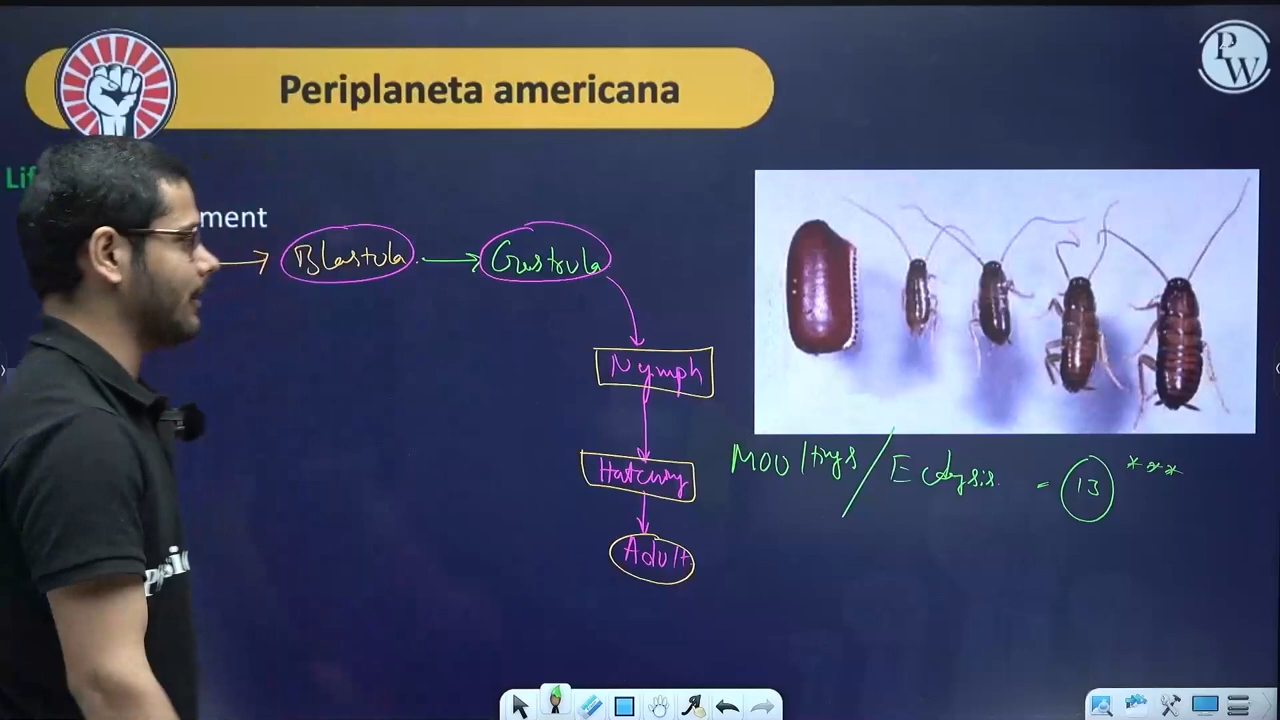 Periplaneta americana
PW
Lif
ment
Blastula
Gastrula
Nymph
Hatching
Adult
Moultings / Ecdysis = 13 ***